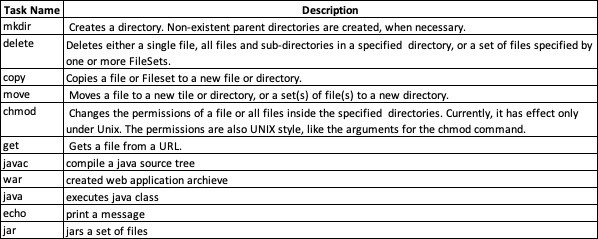 Task Name Description
mkdir Creates a directory. Non-existent parent directories are created, when necessary.
delete Deletes either a single file, all files and sub-directories in a specified directory, or a set of files specified by
one or more FileSets.
copy Copies a file or Fileset to a new file or directory.
move Moves a file to a new tile or directory, or a set(s) of file(s) to a new directory.
chmod Changes the permissions of a file or all files inside the specified directories. Currently, it has effect only
under Unix. The permissions are also UNIX style, like the arguments for the chmod command.
get Gets a file from a URL.
javac compile a java source tree
war created web application archieve
java executes java class
echo print a message
jar jars a set of files